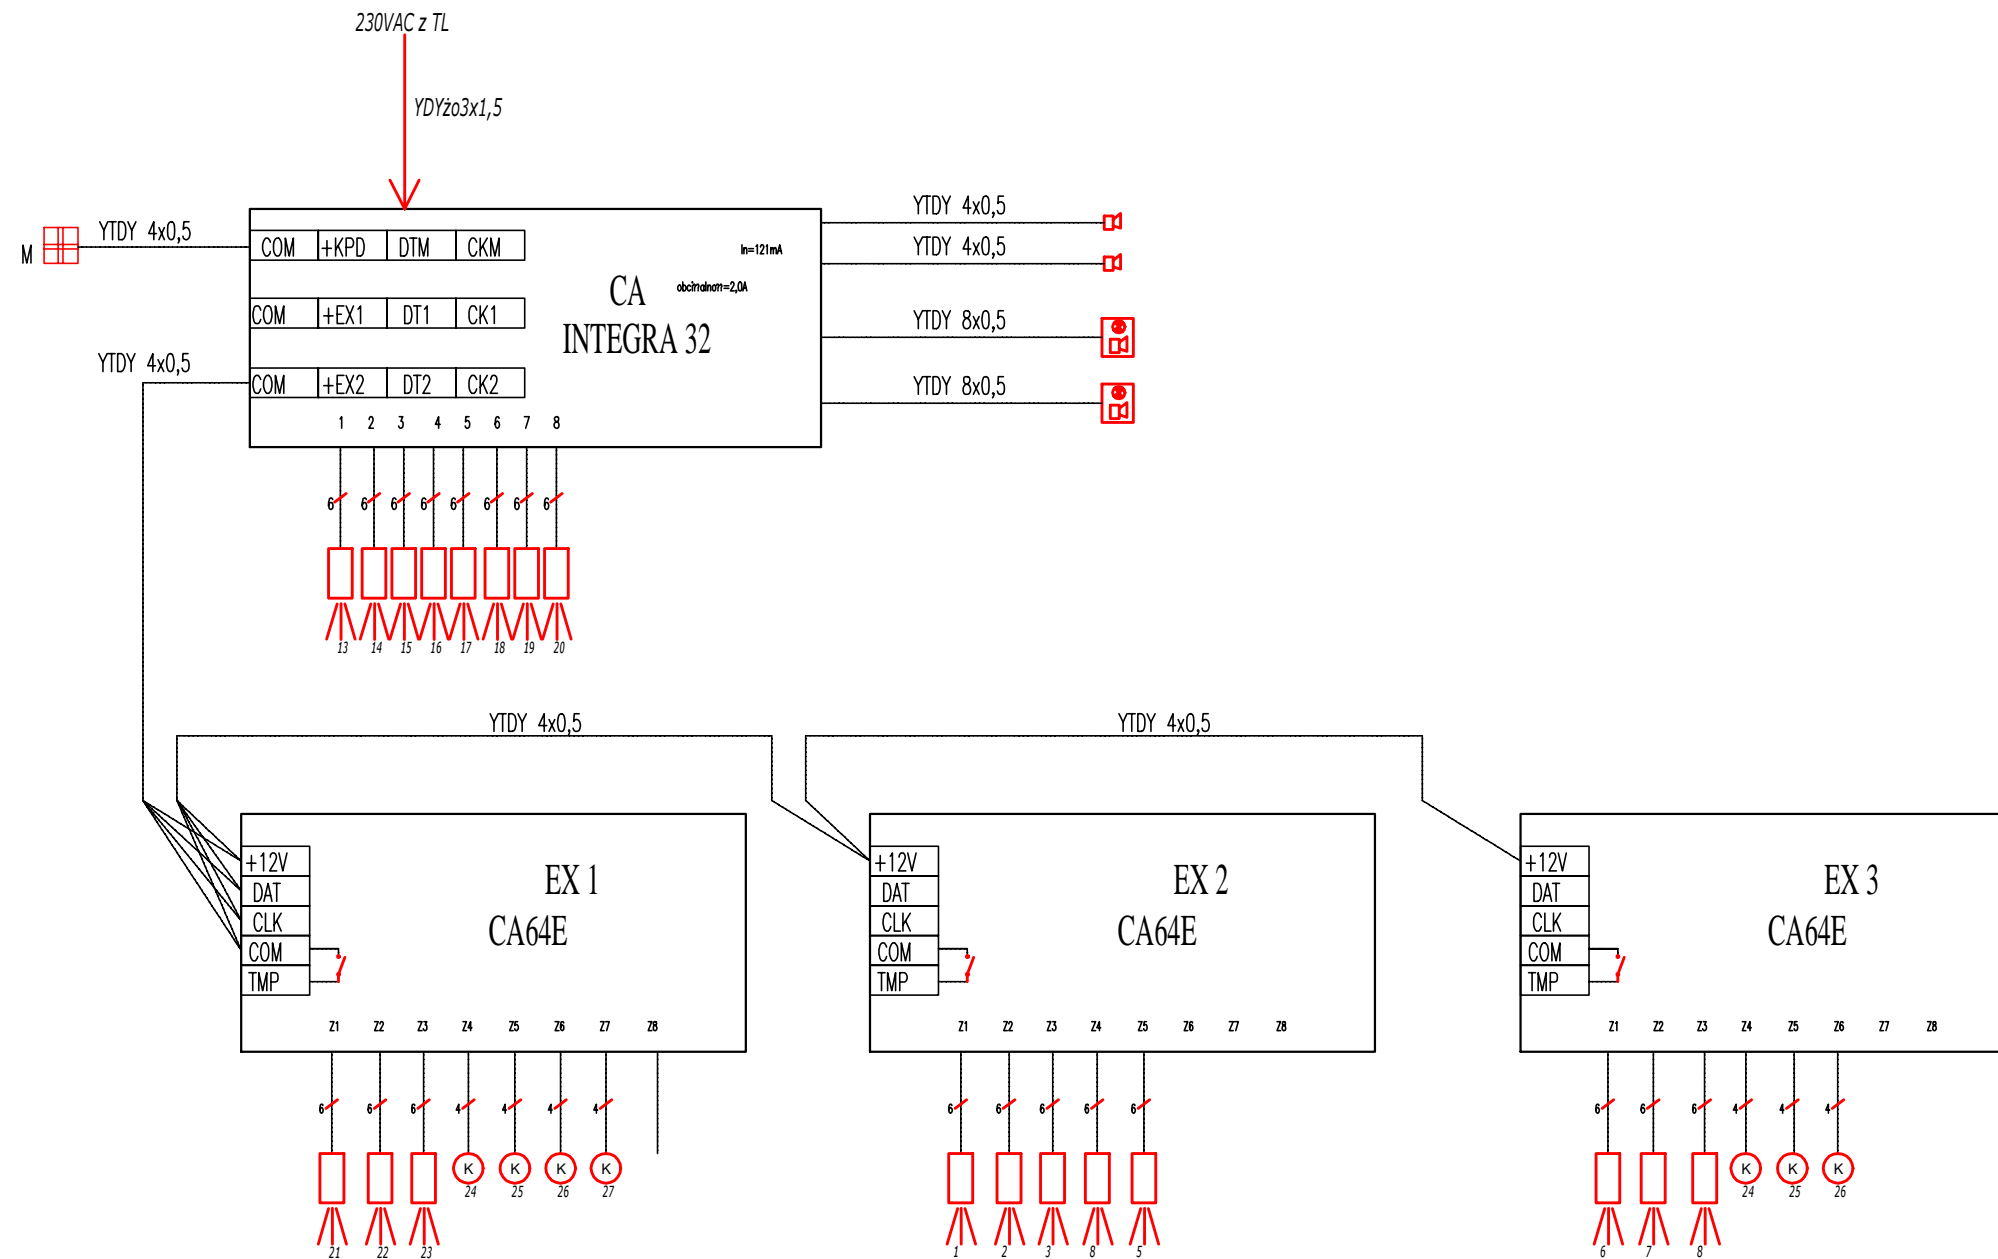 230VAC z TL
YDYżo3x1,5
YTDY 4x0,5
M
COM +KPD DTM CKM
In=121mA
CA
INTEGRA 32
COM +EX1 DT1 CK1
YTDY 4x0,5
COM +EX2 DT2 CK2
1 2 3 4 5 6 7 8
YTDY 4x0,5
YTDY 4x0,5
YTDY 8x0,5
YTDY 8x0,5
6 6 6 6 6 6 6 6
13 14 15 16 17 18 19 20
YTDY 4x0,5
YTDY 4x0,5
+12V
DAT
CLK
COM
TMP
EX 1
CA64E
Z1 Z2 Z3 Z4 Z5 Z6 Z7 Z8
6 6 6 4 4 4 4
K K K K
24 25 26 27
21 22 23
+12V
DAT
CLK
COM
TMP
EX 2
CA64E
Z1 Z2 Z3 Z4 Z5 Z6 Z7 Z8
6 6 6 6 6
1 2 3 8 5
+12V
DAT
CLK
COM
TMP
EX 3
CA64E
Z1 Z2 Z3 Z4 Z5 Z6 Z7 Z8
6 6 6 4 4 4
K K K
24 25 26
6 7 8